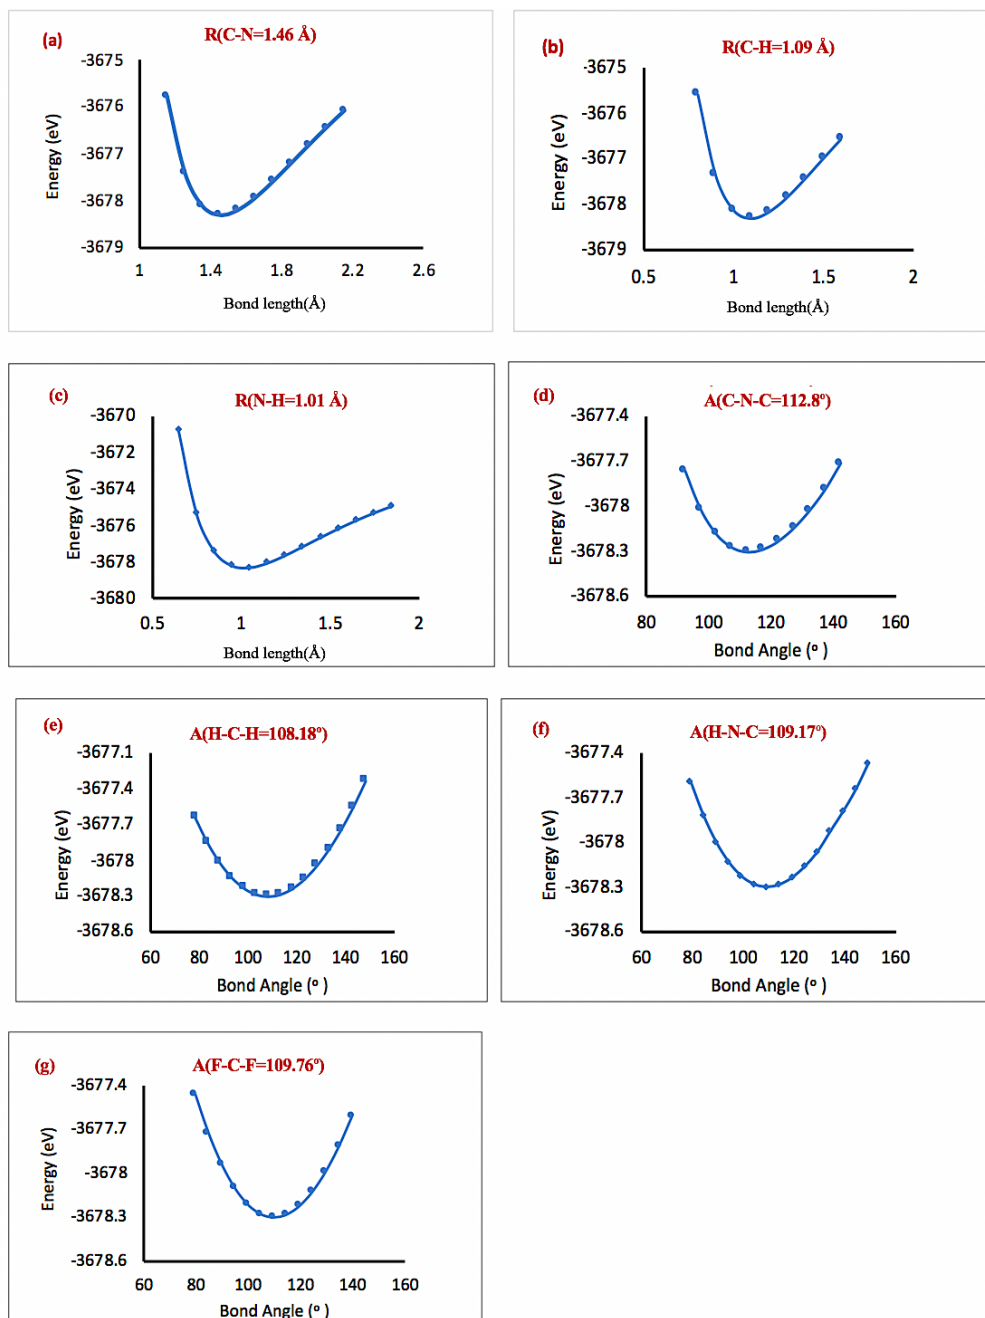 (a)
R(C-N=1.46 Å)
-3675
-3676
-3677
-3678
-3679
Energy (eV)
1
1.4
1.8
2.2
2.6
Bond length(Å)
(b)
R(C-H=1.09 Å)
-3675
-3676
-3677
-3678
-3679
Energy (eV)
0.5
1
1.5
2
Bond length(Å)
(c)
R(N-H=1.01 Å)
-3670
-3672
-3674
-3676
-3678
-3680
Energy (eV)
0.5
1
1.5
2
Bond length(Å)
(d)
A(C-N-C=112.8º)
-3677.4
-3677.7
-3678
-3678.3
-3678.6
Energy (eV)
80
100
120
140
160
Bond Angle (º )
(e)
A(H-C-H=108.18º)
-3677.1
-3677.4
-3677.7
-3678
-3678.3
-3678.6
Energy (eV)
60
80
100
120
140
160
Bond Angle (º )
(f)
A(H-N-C=109.17º)
-3677.4
-3677.7
-3678
-3678.3
-3678.6
Energy (eV)
60
80
100
120
140
160
Bond Angle (º )
(g)
A(F-C-F=109.76º)
-3677.4
-3677.7
-3678
-3678.3
-3678.6
Energy (eV)
60
80
100
120
140
160
Bond Angle (º )